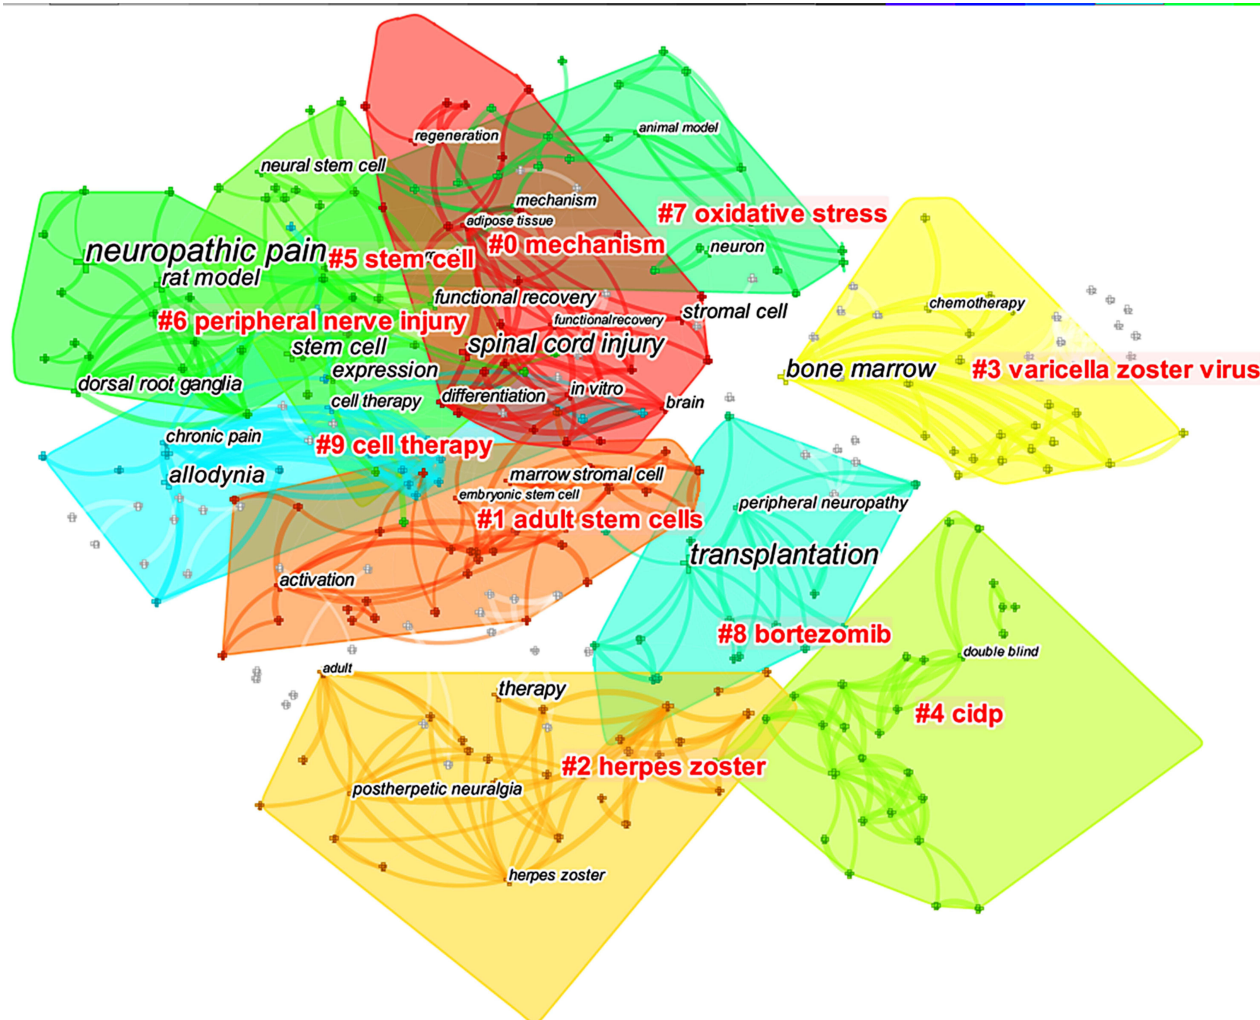 regeneration
animal model
neural stem cell
mechanism
adipose tissue
#7 oxidative stress
#0 mechanism
neuron
neuropathic pain
#5 stem cell
rat model
functional recovery
chemotherapy
stromal cell
#6 peripheral nerve injury
functionalrecovery
spinal cord injury
stem cell
expression
bone marrow
#3 varicella zoster virus
dorsal root ganglia
differentiation
in vitro
cell therapy
brain
chronic pain
#9 cell therapy
allodynia
marrow stromal cell
embryonic stem cell
peripheral neuropathy
#1 adult stem cells
transplantation
activation
#8 bortezomib
double blind
adult
therapy
#4 cidp
#2 herpes zoster
postherpetic neuralgia
herpes zoster